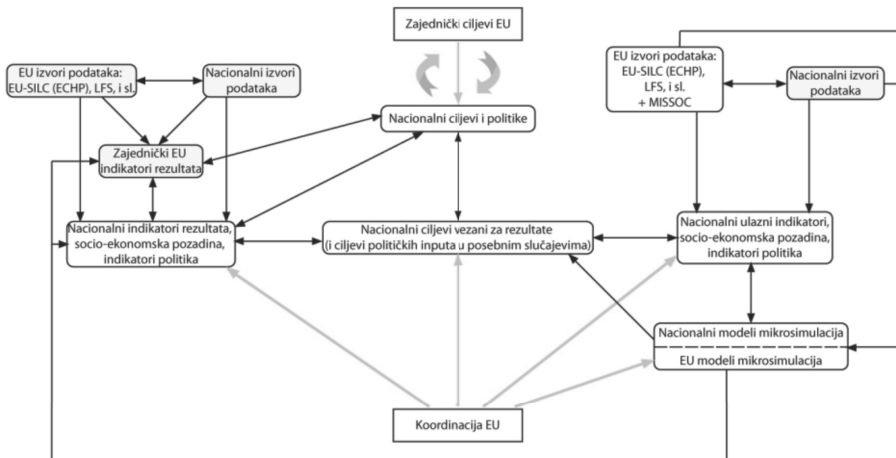 Zajednički ciljevi EU
EU izvori podataka:
EU-SILC (ECHP), LFS, i sl.
Nacionalni izvori
podataka
EU izvori podataka:
EU-SILC (ECHP),
LFS, i sl.
+ MISSOC
Nacionalni izvori
podataka
Nacionalni ciljevi i politike
Zajednički EU
indikatori rezultata
Nacionalni indikatori rezultata,
socio-ekonomska pozadina,
indikatori politika
Nacionalni ciljevi vezani za rezultate
(i ciljevi političkih inputa u posebnim slučajevima)
Nacionalni ulazni indikatori,
socio-ekonomska pozadina,
indikatori politika
Nacionalni modeli mikrosimulacija
EU modeli mikrosimulacija
Koordinacija EU